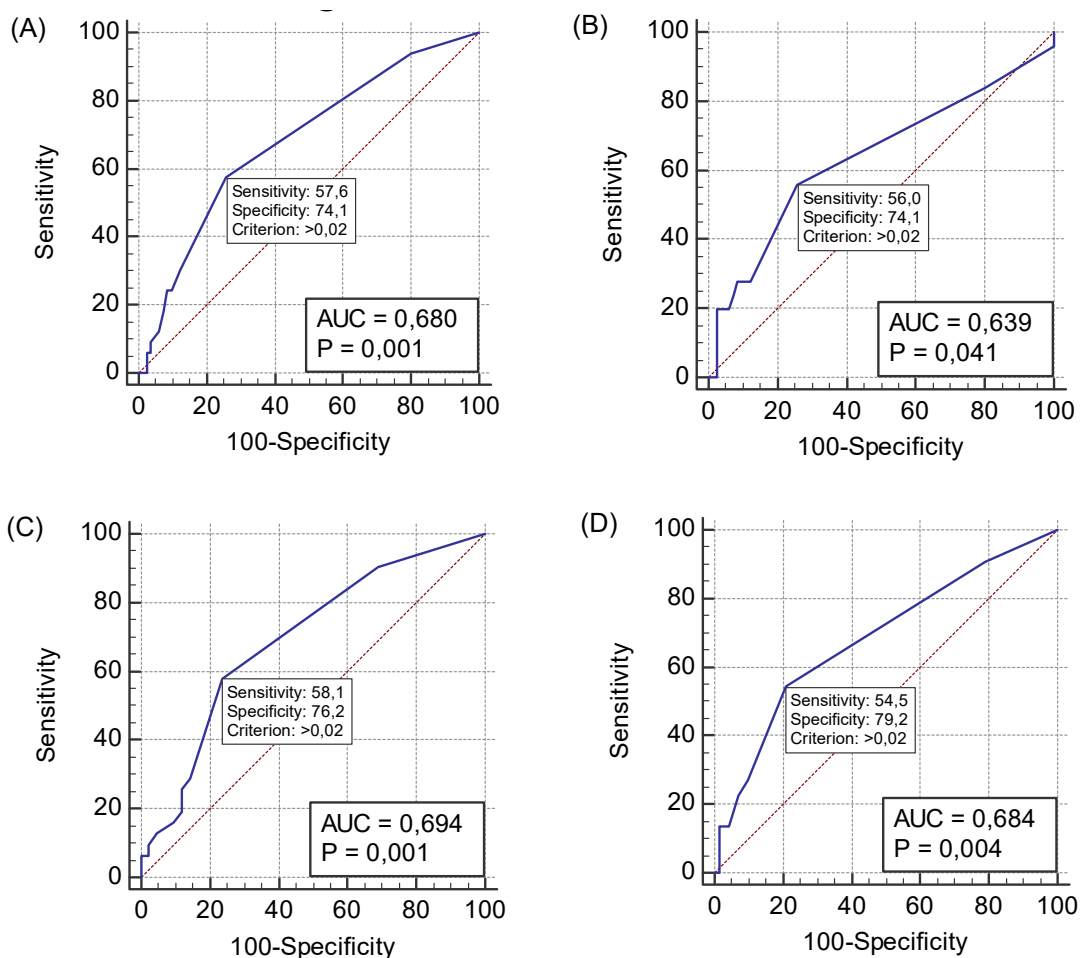 (A)
100
80
60
40
20
0
Sensitivity
Sensitivity: 57,6
Specificity: 74,1
Criterion: >0,02
AUC = 0,680
P = 0,001
0 20 40 60 80 100
100-Specificity
(B)
100
80
60
40
20
0
Sensitivity
Sensitivity: 56,0
Specificity: 74,1
Criterion: >0,02
AUC = 0,639
P = 0,041
0 20 40 60 80 100
100-Specificity
(C)
100
80
60
40
20
0
Sensitivity
Sensitivity: 58,1
Specificity: 76,2
Criterion: >0,02
AUC = 0,694
P = 0,001
0 20 40 60 80 100
100-Specificity
(D)
100
80
60
40
20
0
Sensitivity
Sensitivity: 54,5
Specificity: 79,2
Criterion: >0,02
AUC = 0,684
P = 0,004
0 20 40 60 80 100
100-Specificity